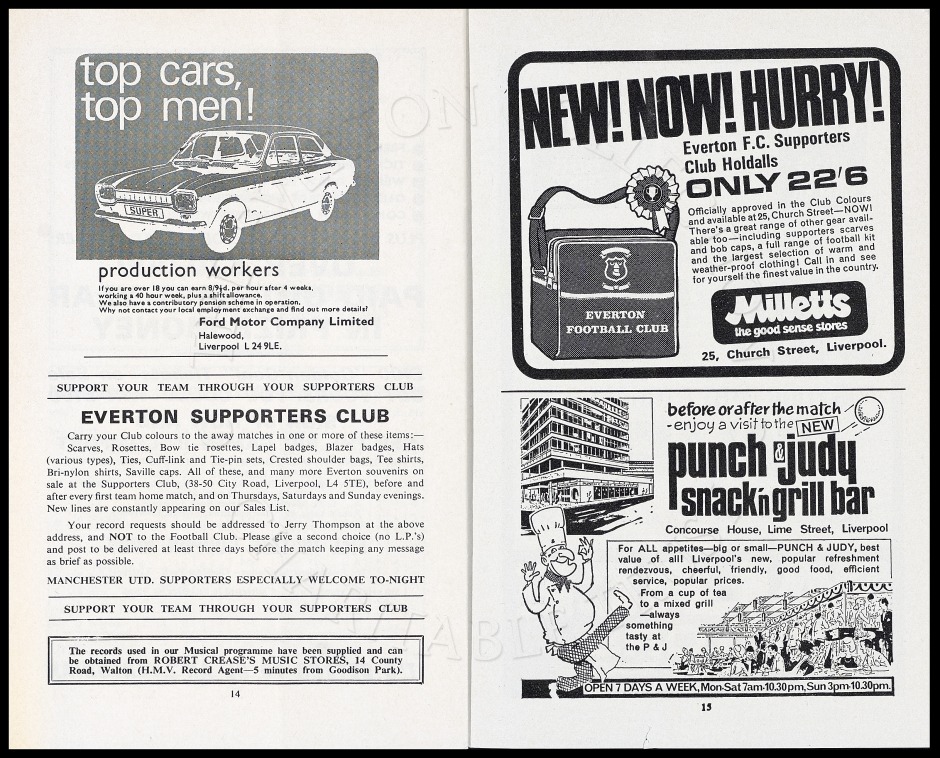 top cars,
top men!
SUPER
production workers
If you are over 18 you can earn 8/9½d. per hour after 4 weeks,
working a 40 hour week, plus a shift allowance.
We also have a contributory pension scheme in operation.
Why not contact your local employment exchange and find out more details?
Ford Motor Company Limited
Halewood,
Liverpool L24 9LE.
SUPPORT YOUR TEAM THROUGH YOUR SUPPORTERS CLUB
EVERTON SUPPORTERS CLUB
Carry your Club colours to the away matches in one or more of these items:—
Scarves, Rosettes, Bow tie rosettes, Lapel badges, Blazer badges, Hats
(various types), Ties, Cuff-link and Tie-pin sets, Crested shoulder bags, Tee shirts,
Bri-nylon shirts, Saville caps. All of these, and many more Everton souvenirs on
sale at the Supporters Club, (38-50 City Road, Liverpool, L4 5TE), before and
after every first team home match, and on Thursdays, Saturdays and Sunday evenings.
New lines are constantly appearing on our Sales List.
Your record requests should be addressed to Jerry Thompson at the above
address, and NOT to the Football Club. Please give a second choice (no L.P.'s)
and post to be delivered at least three days before the match keeping any message
as brief as possible.
MANCHESTER UTD. SUPPORTERS ESPECIALLY WELCOME TO-NIGHT
SUPPORT YOUR TEAM THROUGH YOUR SUPPORTERS CLUB
The records used in our Musical programme have been supplied and can
be obtained from ROBERT CREASE'S MUSIC STORES, 14 County
Road, Walton (H.M.V. Record Agent—5 minutes from Goodison Park).
14
NEW! NOW! HURRY!
Everton F.C. Supporters
Club Holdalls
ONLY 22'6
Officially approved in the Club Colours
and available at 25, Church Street—NOW!
There's a great range of other gear avail-
able too—including supporters scarves
and bob caps, a full range of football kit
and the largest selection of warm and
weather-proof clothing! Call in and see
for yourself the finest value in the country.
EVERTON
FOOTBALL CLUB
Milletts
the good sense stores
25, Church Street, Liverpool.
before or after the match
-enjoy a visit to the NEW
punch & judy
snack'n grill bar
Concourse House, Lime Street, Liverpool
For ALL appetites—big or small—PUNCH & JUDY, best
value of all! Liverpool's new, popular refreshment
rendezvous, cheerful, friendly, good food, efficient
service, popular prices.
From a cup of tea
to a mixed grill
—always
something
tasty at
the P & J
OPEN 7 DAYS A WEEK, Mon-Sat 7am-10.30pm, Sun 3pm-10.30pm.
15